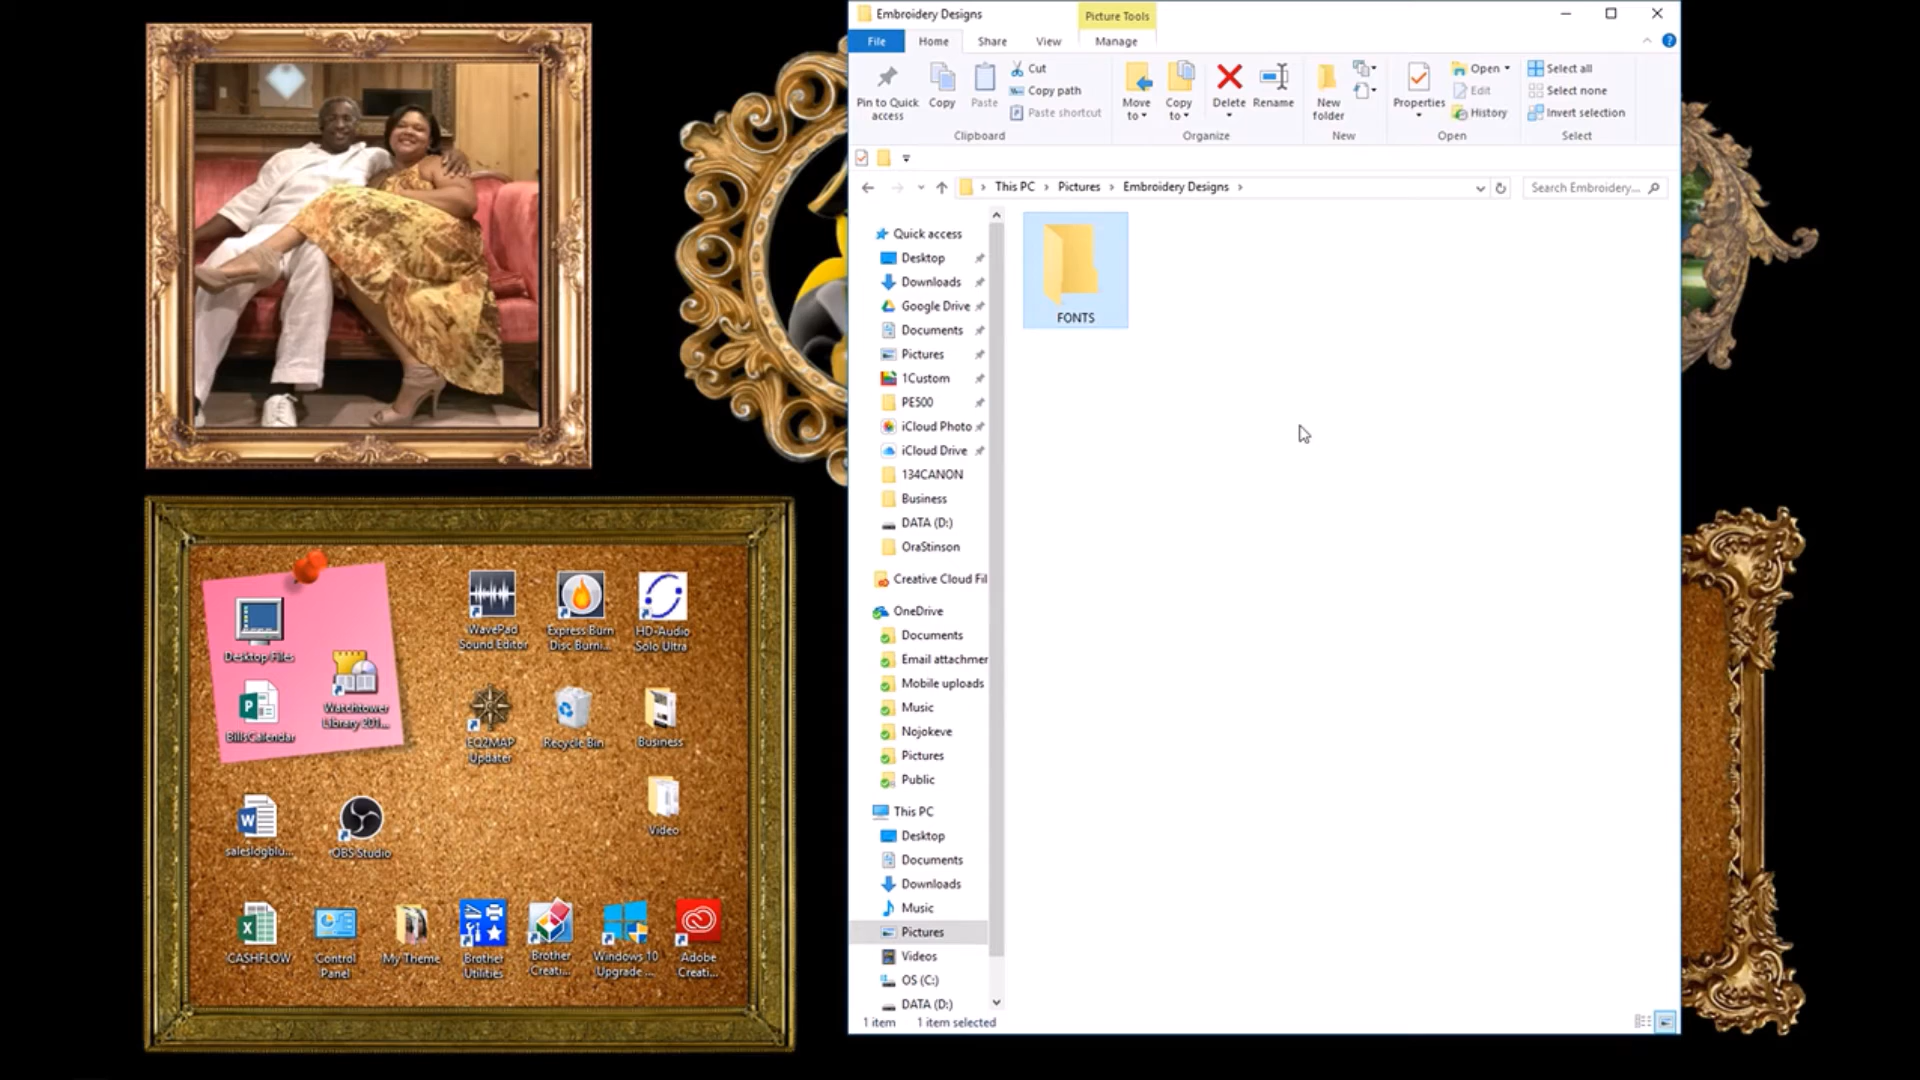 Embroidery Designs
Picture Tools
File
Home
Share
View
Manage
Pin to Quick
access
Copy
Paste
Cut
Copy path
Paste shortcut
Clipboard
Move
to
Copy
to
Delete
Rename
Organize
New
folder
New
Properties
Open
Edit
History
Open
Select all
Select none
Invert selection
Select
This PC
Pictures
Embroidery Designs
Search Embroidery...
Quick access
Desktop
Downloads
Google Drive
Documents
Pictures
1Custom
PE500
iCloud Photo
iCloud Drive
134CANON
Business
DATA (D:)
OraStinson
Creative Cloud Fil
OneDrive
Documents
Email attachmer
Mobile uploads
Music
Nojokeve
Pictures
Public
This PC
Desktop
Documents
Downloads
Music
Pictures
Videos
OS (C:)
DATA (D:)
FONTS
1 item
1 item selected
Desktop Files
BillsCalendar
Watchtower
Library 201...
WavePad
Sound Editor
Express Burn
Disc Burni...
HD-Audio
Solo Ultra
EQ2MAP
Updater
Recycle Bin
Business
Video
saleslogblu...
OBS Studio
CASHFLOW
Control
Panel
My Theme
Brother
Utilities
Brother
Creati...
Windows 10
Upgrade ...
Adobe
Creati...